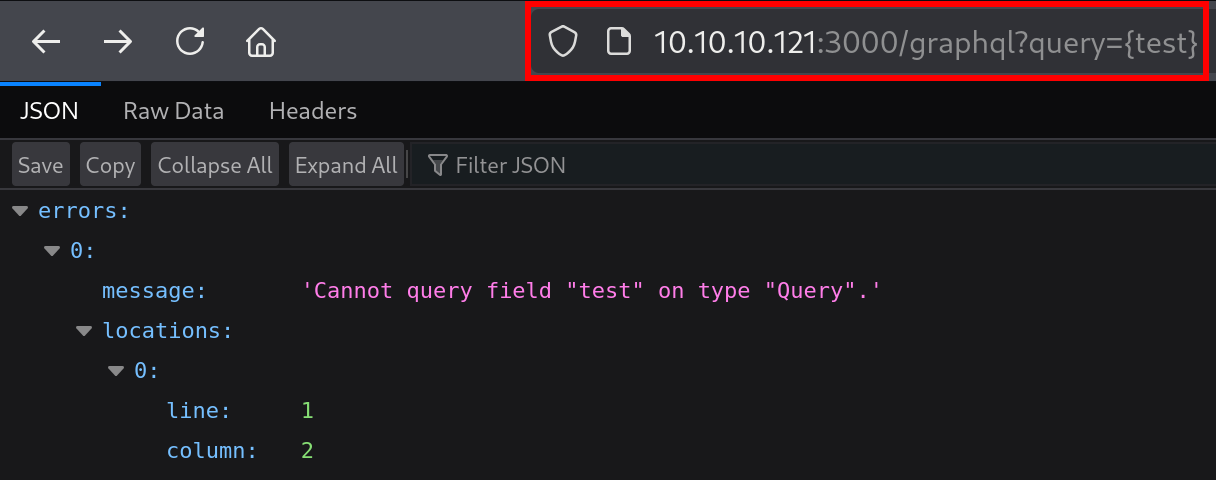 10.10.10.121:3000/graphql?query={test}
JSON Raw Data Headers
Save Copy Collapse All Expand All Filter JSON
errors:
0:
message: 'Cannot query field "test" on type "Query".'
locations:
0:
line: 1
column: 2